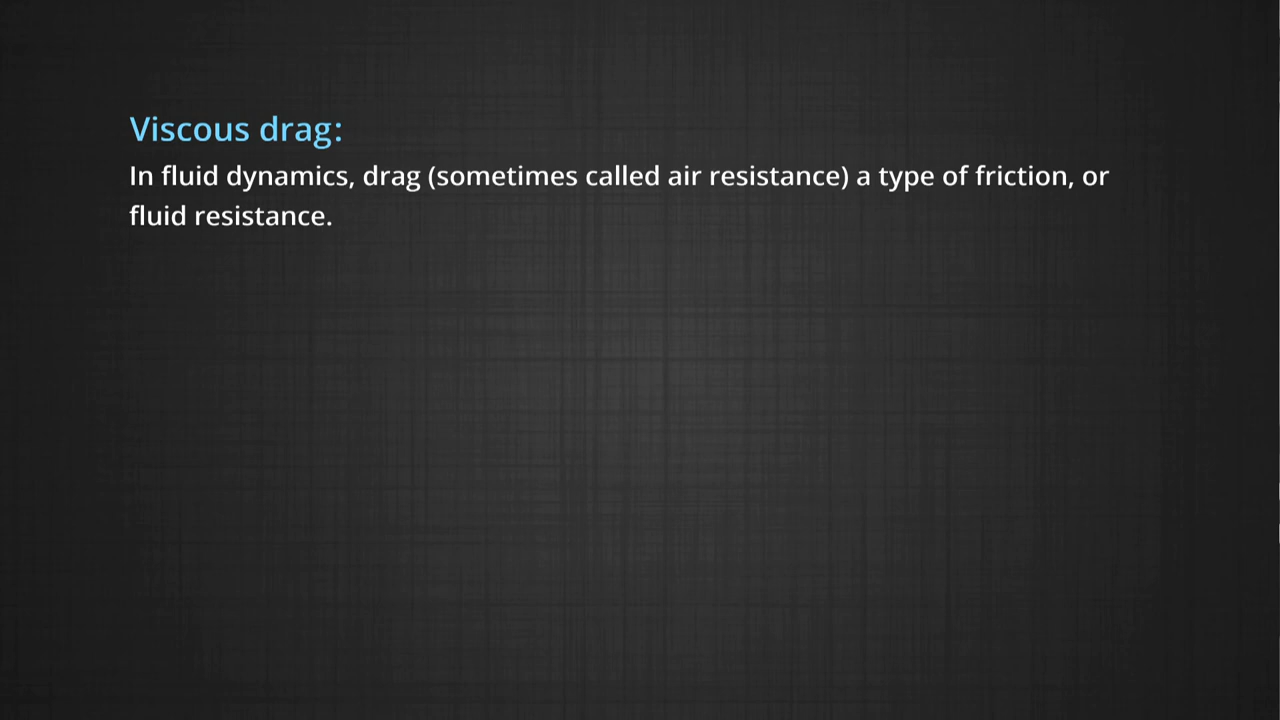 Viscous drag:
In fluid dynamics, drag (sometimes called air resistance) a type of friction, or
fluid resistance.